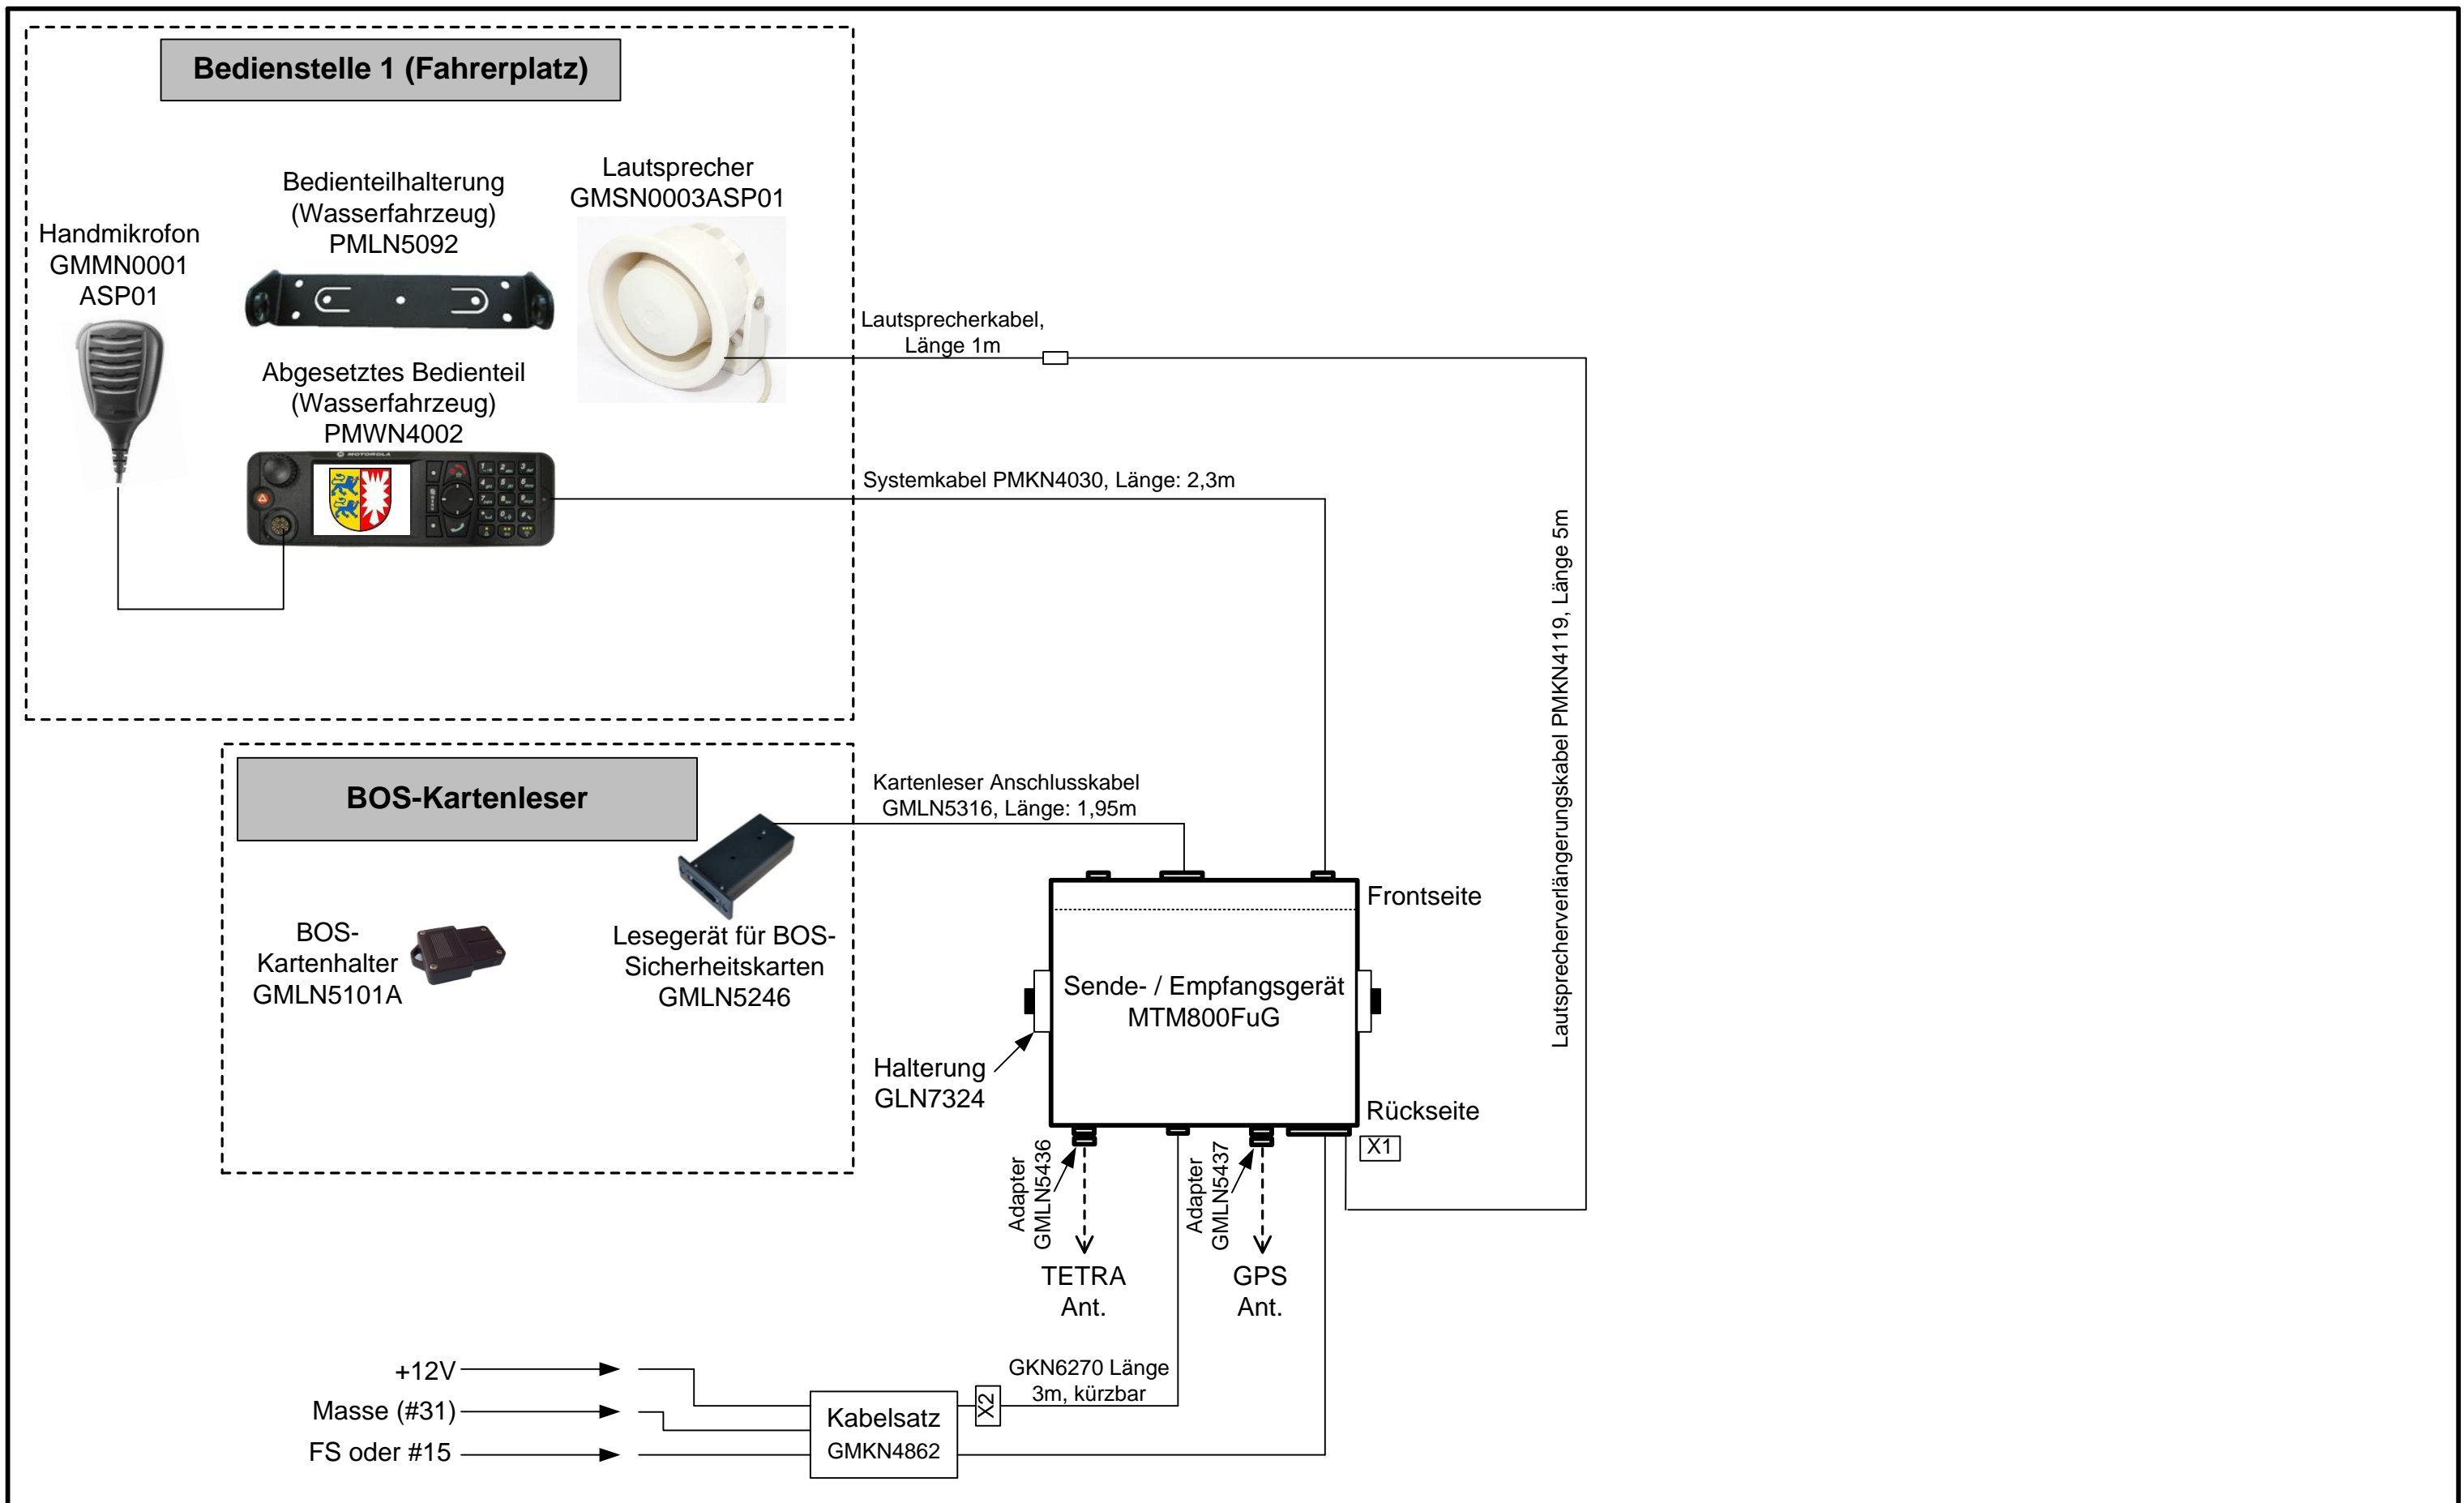 Bedienstelle 1 (Fahrerplatz)
Handmikrofon
GMMN0001
ASP01
Bedienteilhalterung
(Wasserfahrzeug)
PMLN5092
Lautsprecher
GMSN0003ASP01
Abgesetztes Bedienteil
(Wasserfahrzeug)
PMWN4002
MOTOROLA
Lautsprecherkabel,
Länge 1m
Systemkabel PMKN4030, Länge: 2,3m
Lautsprecherverlängerungskabel PMKN4119, Länge 5m
BOS-Kartenleser
BOS-
Kartenhalter
GMLN5101A
Lesegerät für BOS-
Sicherheitskarten
GMLN5246
Kartenleser Anschlusskabel
GMLN5316, Länge: 1,95m
Frontseite
Sende- / Empfangsgerät
MTM800FuG
Halterung
GLN7324
Rückseite
X1
Adapter
GMLN5436
Adapter
GMLN5437
TETRA
Ant.
GPS
Ant.
+12V
Masse (#31)
FS oder #15
Kabelsatz
GMKN4862
X2
GKN6270 Länge
3m, kürzbar